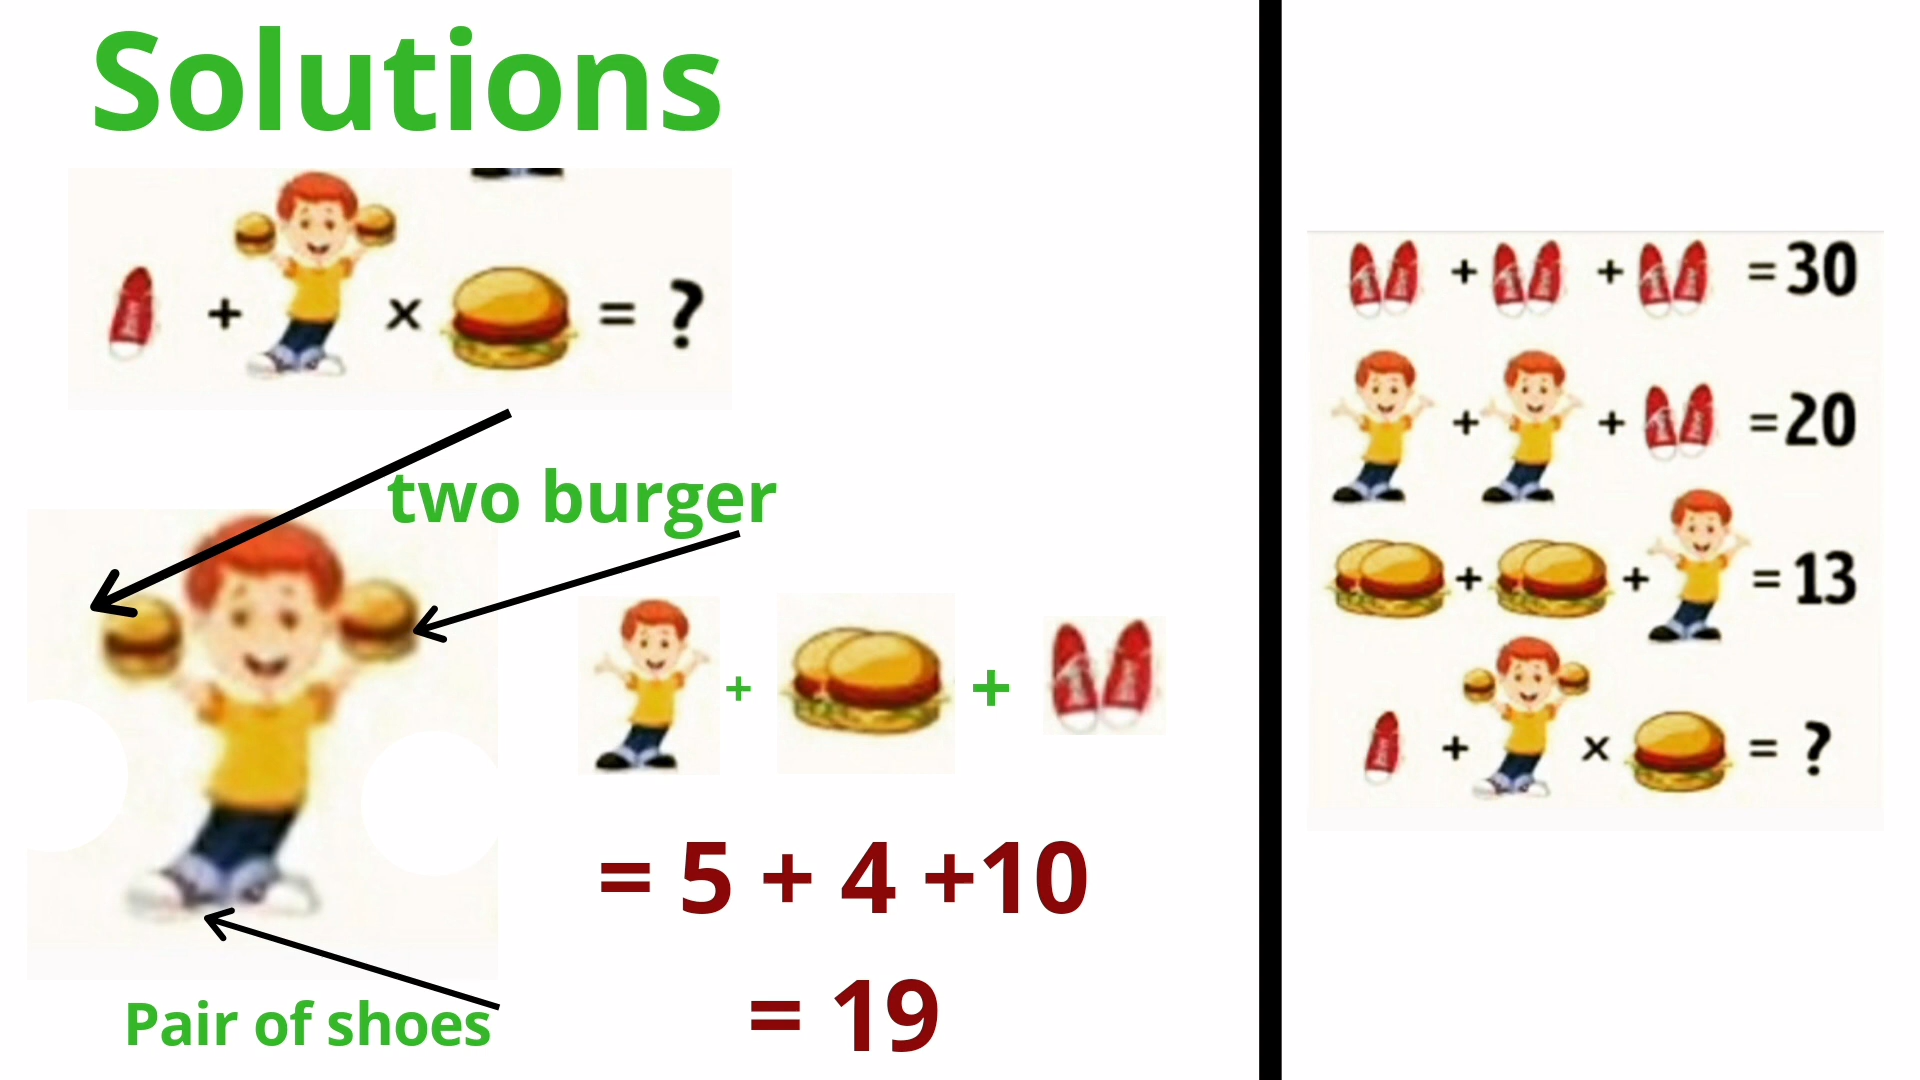 Solutions
+ x = ?
two burger
+ +
= 5 + 4 +10
= 19
Pair of shoes
+ + = 30
+ + = 20
+ + = 13
+ x = ?